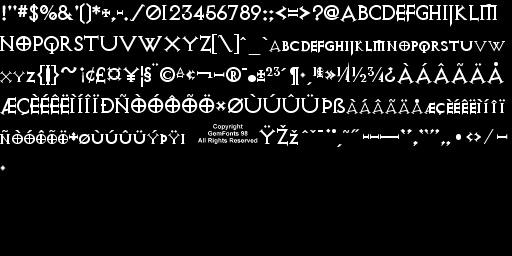 !"#$%&'()*+,-./0123456789:;<=>?@ABCDEFGHIJKLM
NOPQRSTUVWXYZ[\]^_`ABCDEFGHIJKLMNOPQRSTUVW
XYZ{|}~¡¢£¤¥¦§¨©ª«¬-®¯°±²³´¶·¸¹º»¼½¾¿ÀÁÂÃÄÅ
ÆÇÈÉÊËÌÍÎÏÐÑÒÓÔÕÖ×ØÙÚÛÜÝÞßÀÁÂÃÄÅÆÇÈÉÊËÌÍÎÏ
ÑÒÓÔÕÖ÷ØÙÚÛÜÝÞŸI
Copyright
GemFonts 98
All Rights Reserved
ŸŽž